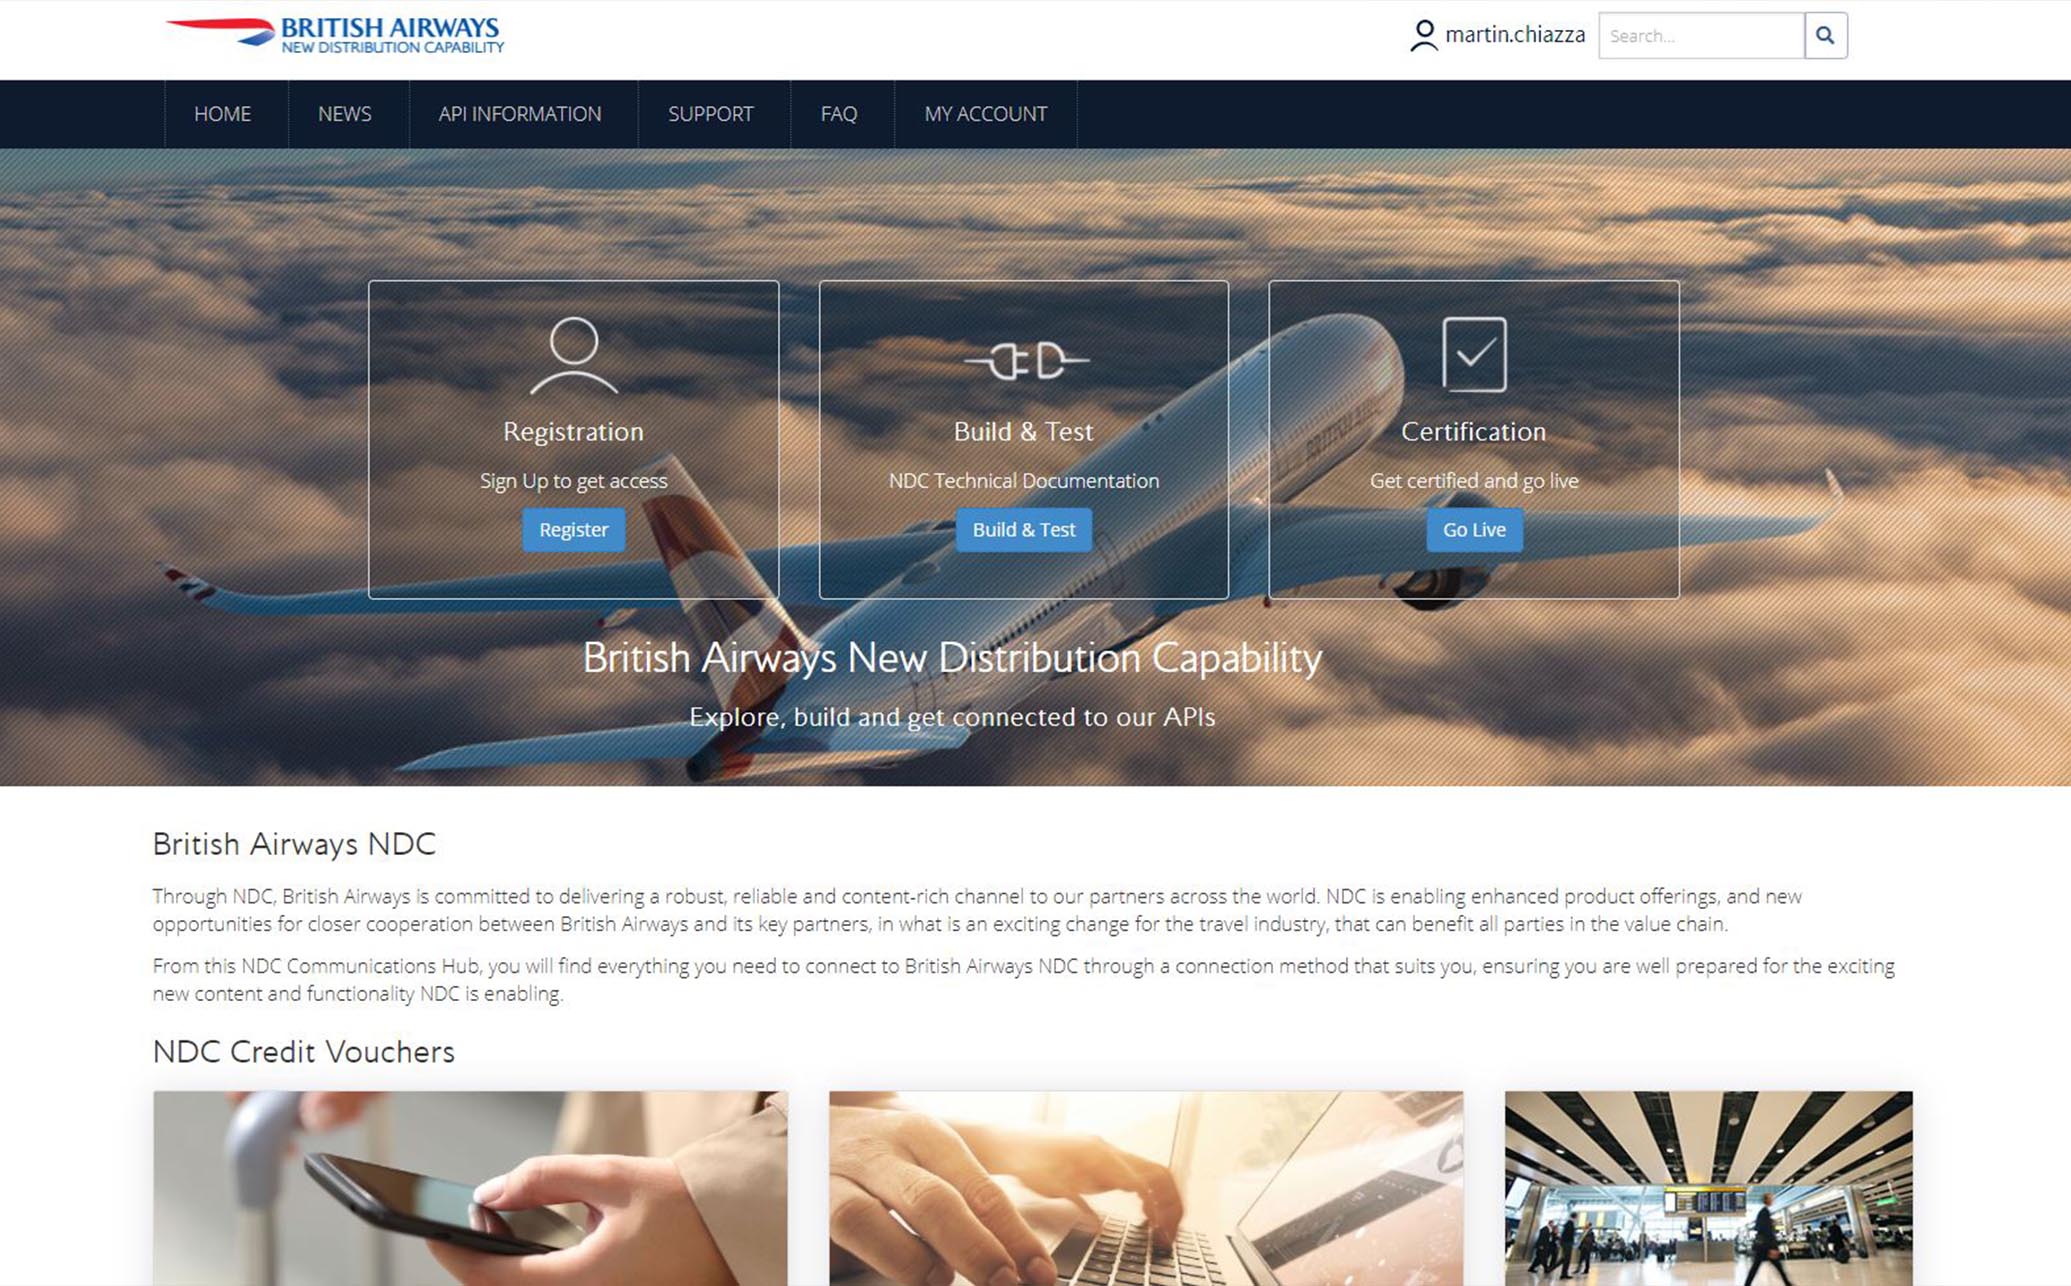 BRITISH AIRWAYS
NEW DISTRIBUTION CAPABILITY
martin.chiazza
Search...
HOME
NEWS
API INFORMATION
SUPPORT
FAQ
MY ACCOUNT
Registration
Sign Up to get access
Register
Build & Test
NDC Technical Documentation
Build & Test
Certification
Get certified and go live
Go Live
British Airways New Distribution Capability
Explore, build and get connected to our APIs
British Airways NDC
Through NDC, British Airways is committed to delivering a robust, reliable and content-rich channel to our partners across the world. NDC is enabling enhanced product offerings, and new
opportunities for closer cooperation between British Airways and its key partners, in what is an exciting change for the travel industry, that can benefit all parties in the value chain.
From this NDC Communications Hub, you will find everything you need to connect to British Airways NDC through a connection method that suits you, ensuring you are well prepared for the exciting
new content and functionality NDC is enabling.
NDC Credit Vouchers